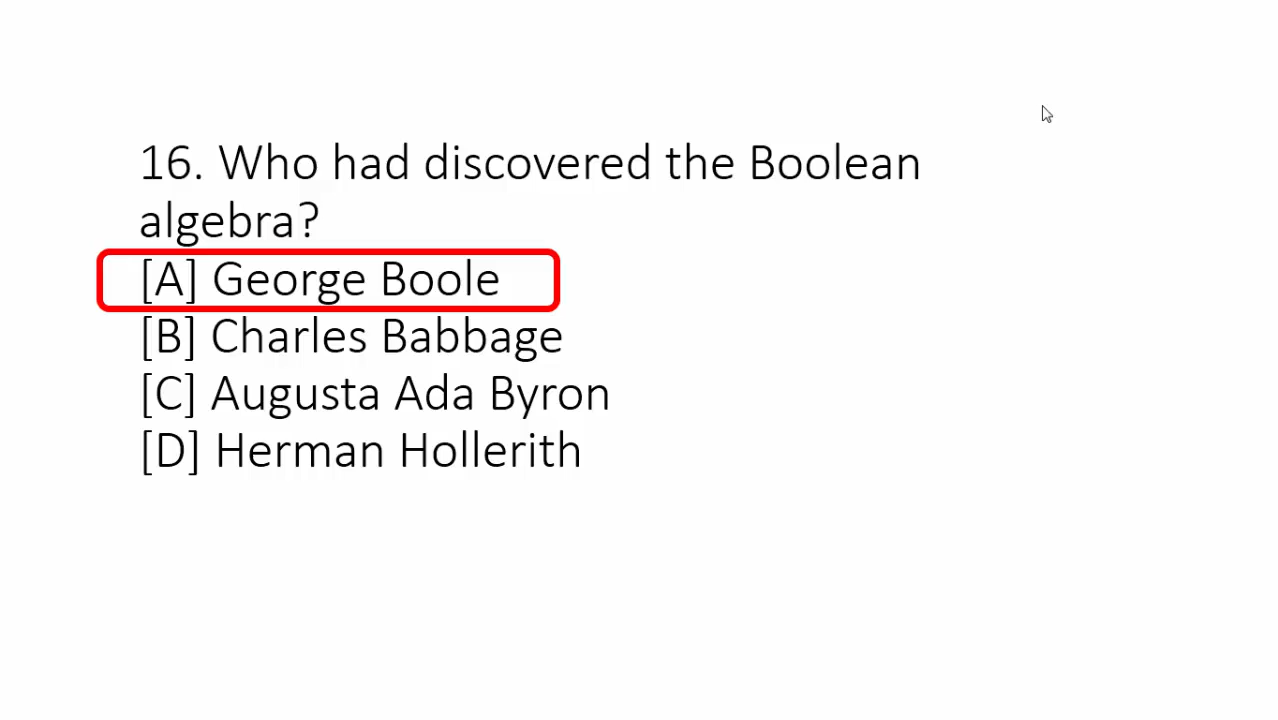 16. Who had discovered the Boolean
algebra?
[A] George Boole
[B] Charles Babbage
[C] Augusta Ada Byron
[D] Herman Hollerith